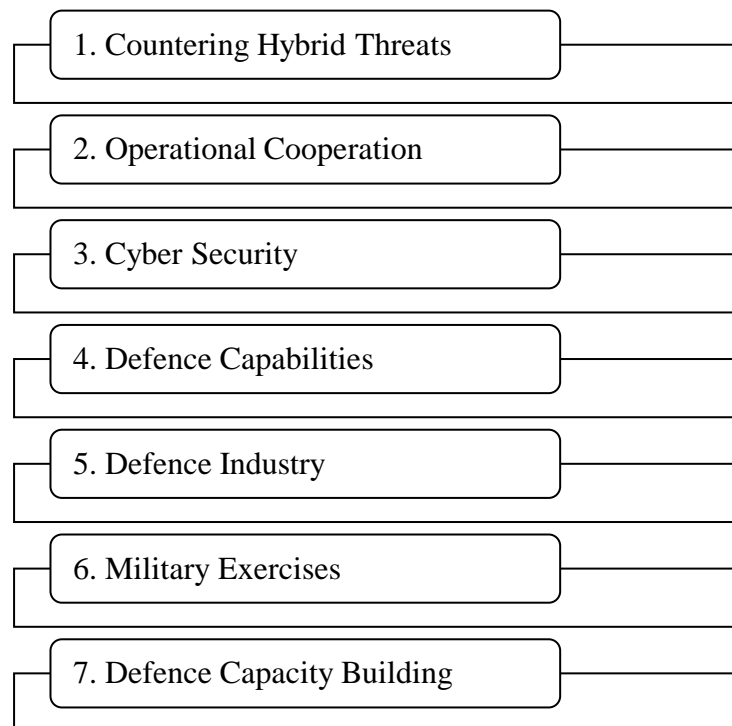 1. Countering Hybrid Threats
2. Operational Cooperation
3. Cyber Security
4. Defence Capabilities
5. Defence Industry
6. Military Exercises
7. Defence Capacity Building